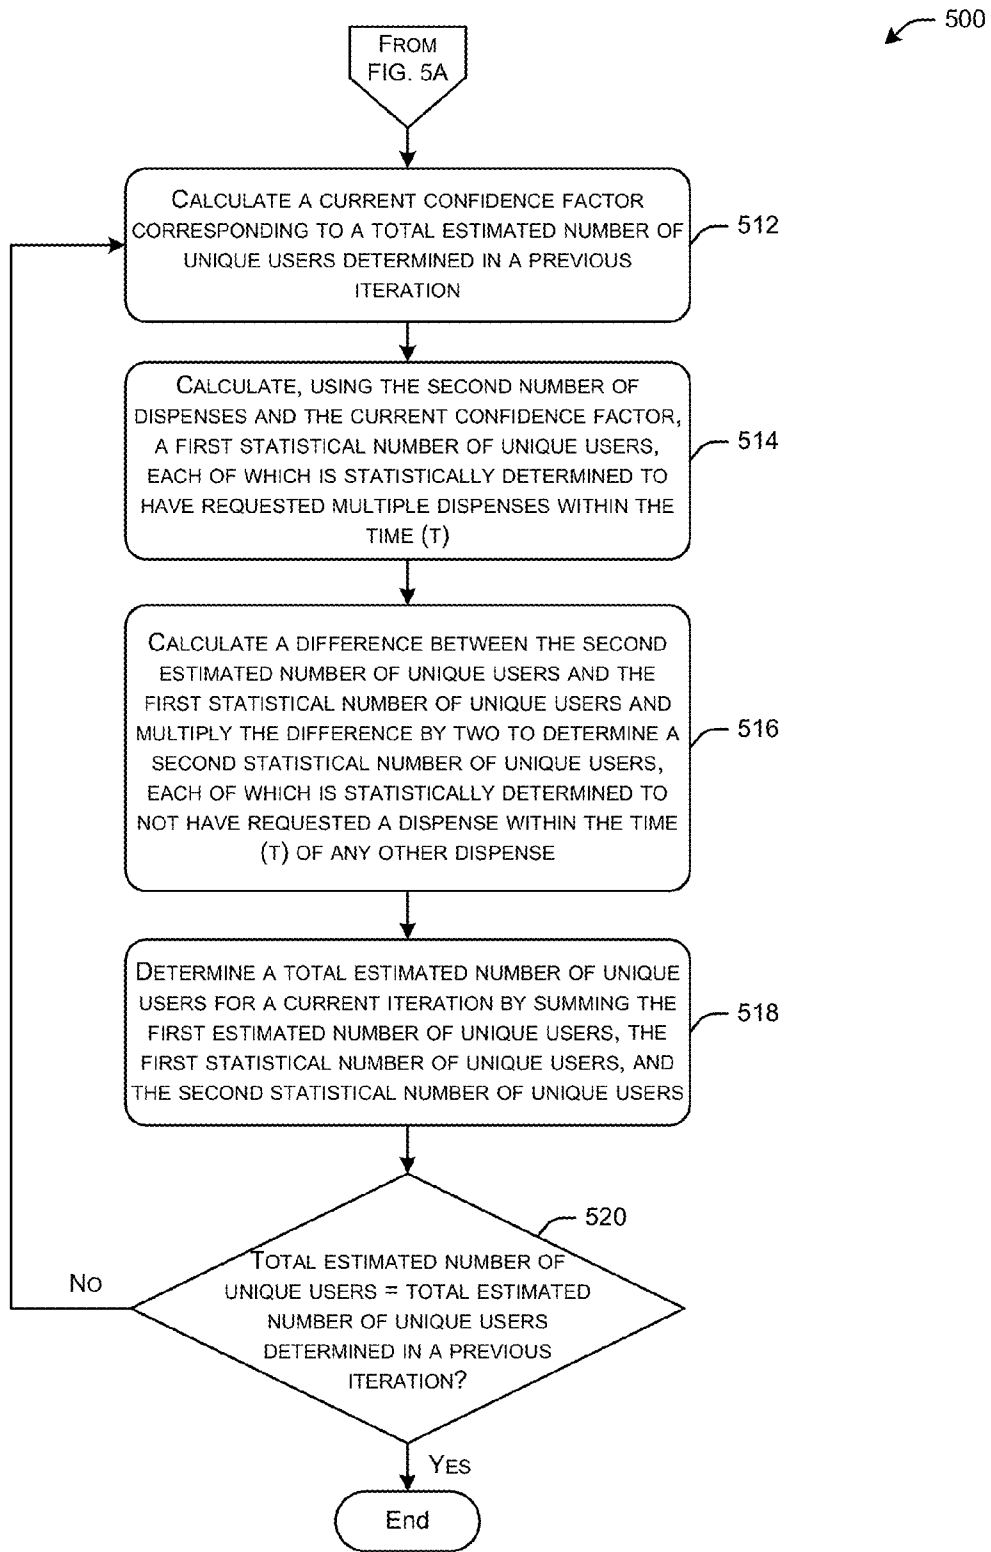 500
FROM
FIG. 5A
CALCULATE A CURRENT CONFIDENCE FACTOR
CORRESPONDING TO A TOTAL ESTIMATED NUMBER OF
UNIQUE USERS DETERMINED IN A PREVIOUS
ITERATION
512
CALCULATE, USING THE SECOND NUMBER OF
DISPENSES AND THE CURRENT CONFIDENCE FACTOR,
A FIRST STATISTICAL NUMBER OF UNIQUE USERS,
EACH OF WHICH IS STATISTICALLY DETERMINED TO
HAVE REQUESTED MULTIPLE DISPENSES WITHIN THE
TIME (T)
514
CALCULATE A DIFFERENCE BETWEEN THE SECOND
ESTIMATED NUMBER OF UNIQUE USERS AND THE
FIRST STATISTICAL NUMBER OF UNIQUE USERS AND
MULTIPLY THE DIFFERENCE BY TWO TO DETERMINE A
SECOND STATISTICAL NUMBER OF UNIQUE USERS,
EACH OF WHICH IS STATISTICALLY DETERMINED TO
NOT HAVE REQUESTED A DISPENSE WITHIN THE TIME
(T) OF ANY OTHER DISPENSE
516
DETERMINE A TOTAL ESTIMATED NUMBER OF UNIQUE
USERS FOR A CURRENT ITERATION BY SUMMING THE
FIRST ESTIMATED NUMBER OF UNIQUE USERS, THE
FIRST STATISTICAL NUMBER OF UNIQUE USERS, AND
THE SECOND STATISTICAL NUMBER OF UNIQUE USERS
518
520
TOTAL ESTIMATED NUMBER OF
UNIQUE USERS = TOTAL ESTIMATED
NUMBER OF UNIQUE USERS
DETERMINED IN A PREVIOUS
ITERATION?
NO
YES
End